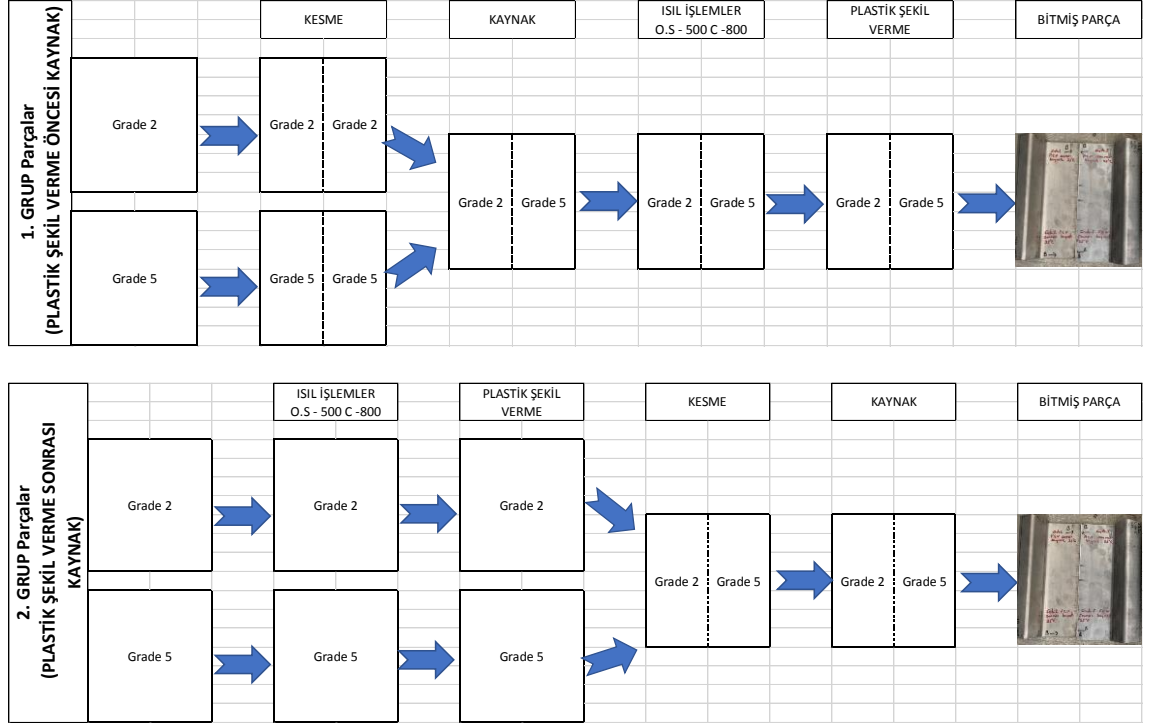 1. GRUP Parçalar
(PLASTİK ŞEKİL VERME ÖNCESİ KAYNAK)
KESME
KAYNAK
ISIL İŞLEMLER
O.S - 500 C -800
PLASTİK ŞEKİL
VERME
BİTMİŞ PARÇA
Grade 2
Grade 2
Grade 2
Grade 5
Grade 5
Grade 5
Grade 2
Grade 5
Grade 2
Grade 5
Grade 2
Grade 5
2. GRUP Parçalar
(PLASTİK ŞEKİL VERME SONRASI
KAYNAK)
ISIL İŞLEMLER
O.S - 500 C -800
PLASTİK ŞEKİL
VERME
KESME
KAYNAK
BİTMİŞ PARÇA
Grade 2
Grade 2
Grade 2
Grade 5
Grade 5
Grade 5
Grade 2
Grade 5
Grade 2
Grade 5